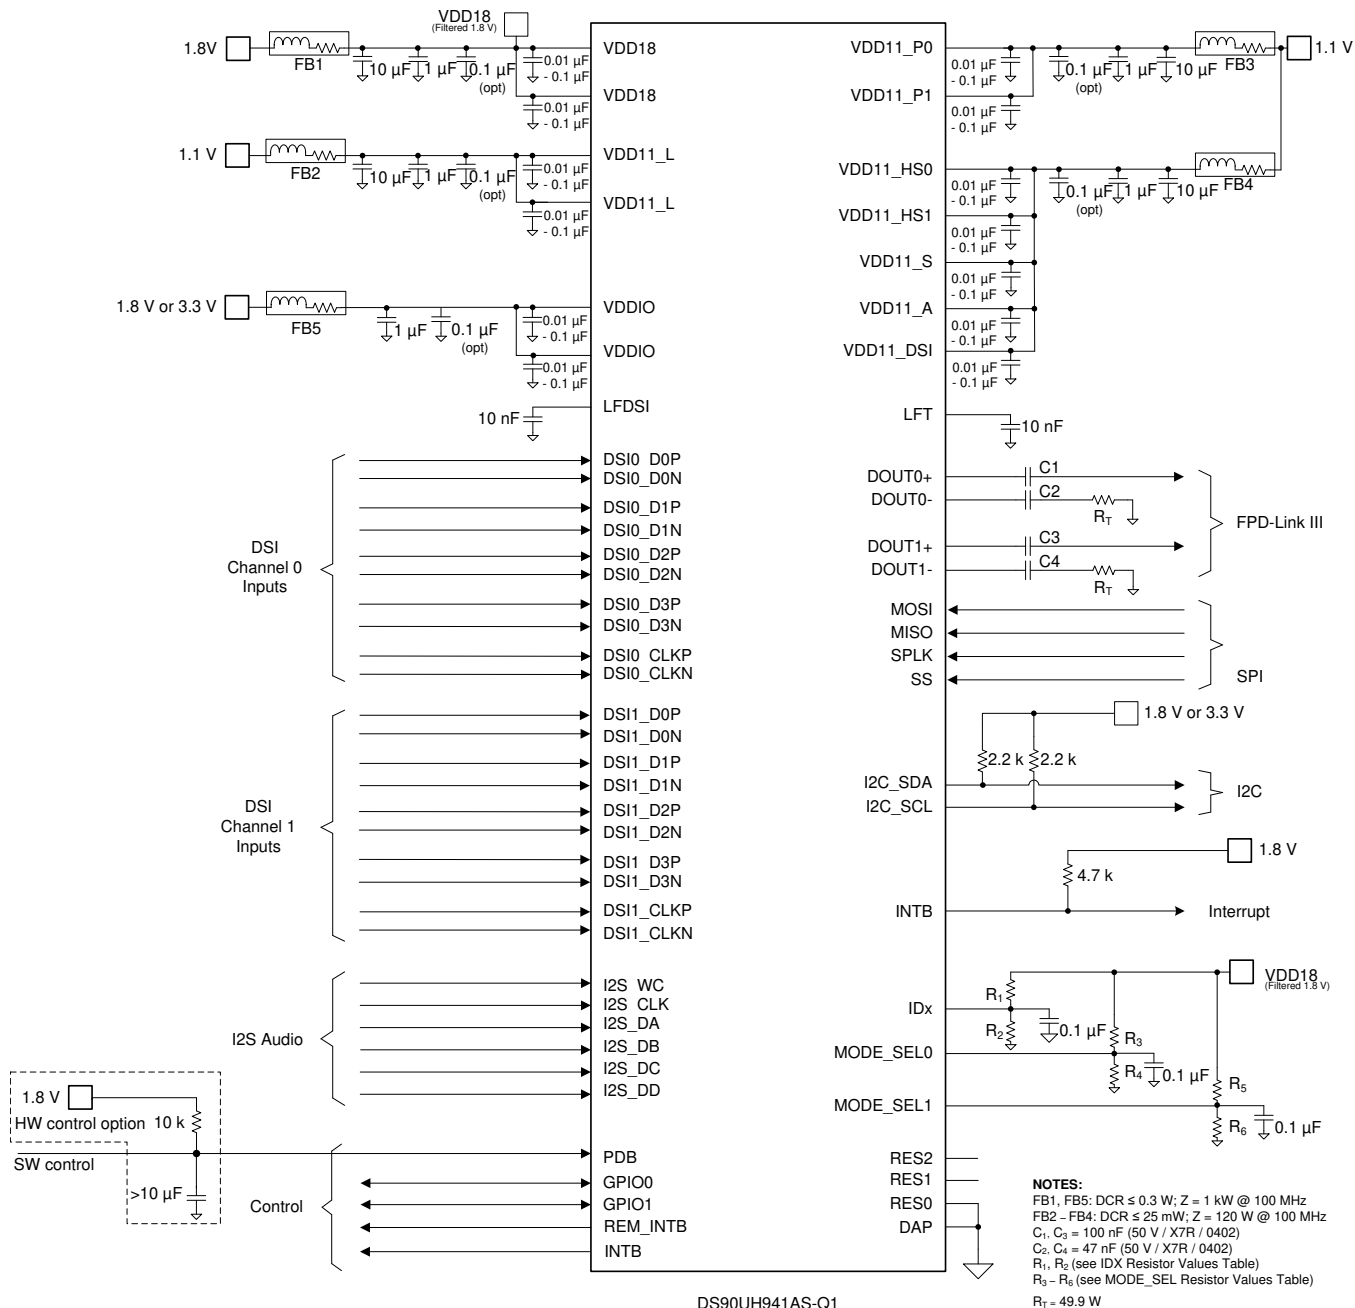 VDD18
(Filtered 1.8 V)
1.8V
FB1
10 µF
1 µF
0.1 µF
(opt)
0.01 µF
- 0.1 µF
0.01 µF
- 0.1 µF
VDD18
VDD18
1.1 V
FB2
10 µF
1 µF
0.1 µF
(opt)
0.01 µF
- 0.1 µF
0.01 µF
- 0.1 µF
VDD11_L
VDD11_L
1.8 V or 3.3 V
FB5
1 µF
0.1 µF
(opt)
0.01 µF
- 0.1 µF
0.01 µF
- 0.1 µF
VDDIO
VDDIO
10 nF
LFDSI
DSI
Channel 0
Inputs
DSI0_D0P
DSI0_D0N
DSI0_D1P
DSI0_D1N
DSI0_D2P
DSI0_D2N
DSI0_D3P
DSI0_D3N
DSI0_CLKP
DSI0_CLKN
DSI
Channel 1
Inputs
DSI1_D0P
DSI1_D0N
DSI1_D1P
DSI1_D1N
DSI1_D2P
DSI1_D2N
DSI1_D3P
DSI1_D3N
DSI1_CLKP
DSI1_CLKN
I2S Audio
I2S_WC
I2S_CLK
I2S_DA
I2S_DB
I2S_DC
I2S_DD
1.8 V
HW control option
10 k
SW control
>10 µF
Control
PDB
GPIO0
GPIO1
REM_INTB
INTB
VDD11_P0
VDD11_P1
0.01 µF
- 0.1 µF
0.01 µF
- 0.1 µF
0.1 µF
(opt)
1 µF
10 µF
FB3
1.1 V
VDD11_HS0
VDD11_HS1
VDD11_S
VDD11_A
VDD11_DSI
0.01 µF
- 0.1 µF
0.01 µF
- 0.1 µF
0.01 µF
- 0.1 µF
0.01 µF
- 0.1 µF
0.01 µF
- 0.1 µF
0.1 µF
(opt)
1 µF
10 µF
FB4
LFT
10 nF
DOUT0+
C1
DOUT0-
C2
RT
DOUT1+
C3
DOUT1-
C4
RT
FPD-Link III
MOSI
MISO
SPLK
SS
SPI
1.8 V or 3.3 V
2.2 k
2.2 k
I2C_SDA
I2C_SCL
I2C
1.8 V
4.7 k
INTB
Interrupt
VDD18
(Filtered 1.8 V)
IDx
R1
R2
0.1 µF
MODE_SEL0
R3
R4
0.1 µF
MODE_SEL1
R5
R6
0.1 µF
RES2
RES1
RES0
DAP
NOTES:
FB1, FB5: DCR ≤ 0.3 W; Z = 1 kW @ 100 MHz
FB2 – FB4: DCR ≤ 25 mW; Z = 120 W @ 100 MHz
C1, C3 = 100 nF (50 V / X7R / 0402)
C2, C4 = 47 nF (50 V / X7R / 0402)
R1, R2 (see IDX Resistor Values Table)
R3 – R6 (see MODE_SEL Resistor Values Table)
RT = 49.9 W
DS90UH941AS-Q1